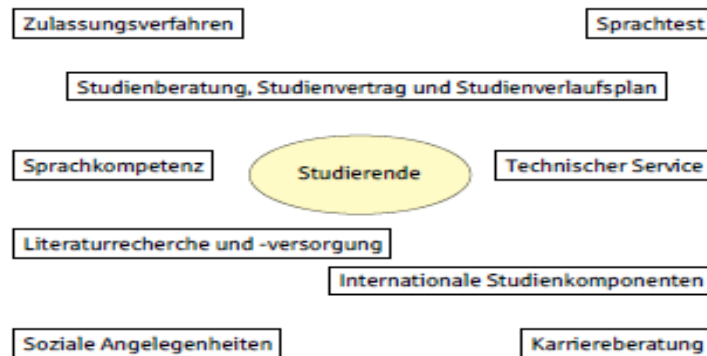 Zulassungsverfahren
Sprachtest
Studienberatung, Studienvertrag und Studienverlaufsplan
Sprachkompetenz
Studierende
Technischer Service
Literaturrecherche und -versorgung
Internationale Studienkomponenten
Soziale Angelegenheiten
Karriereberatung